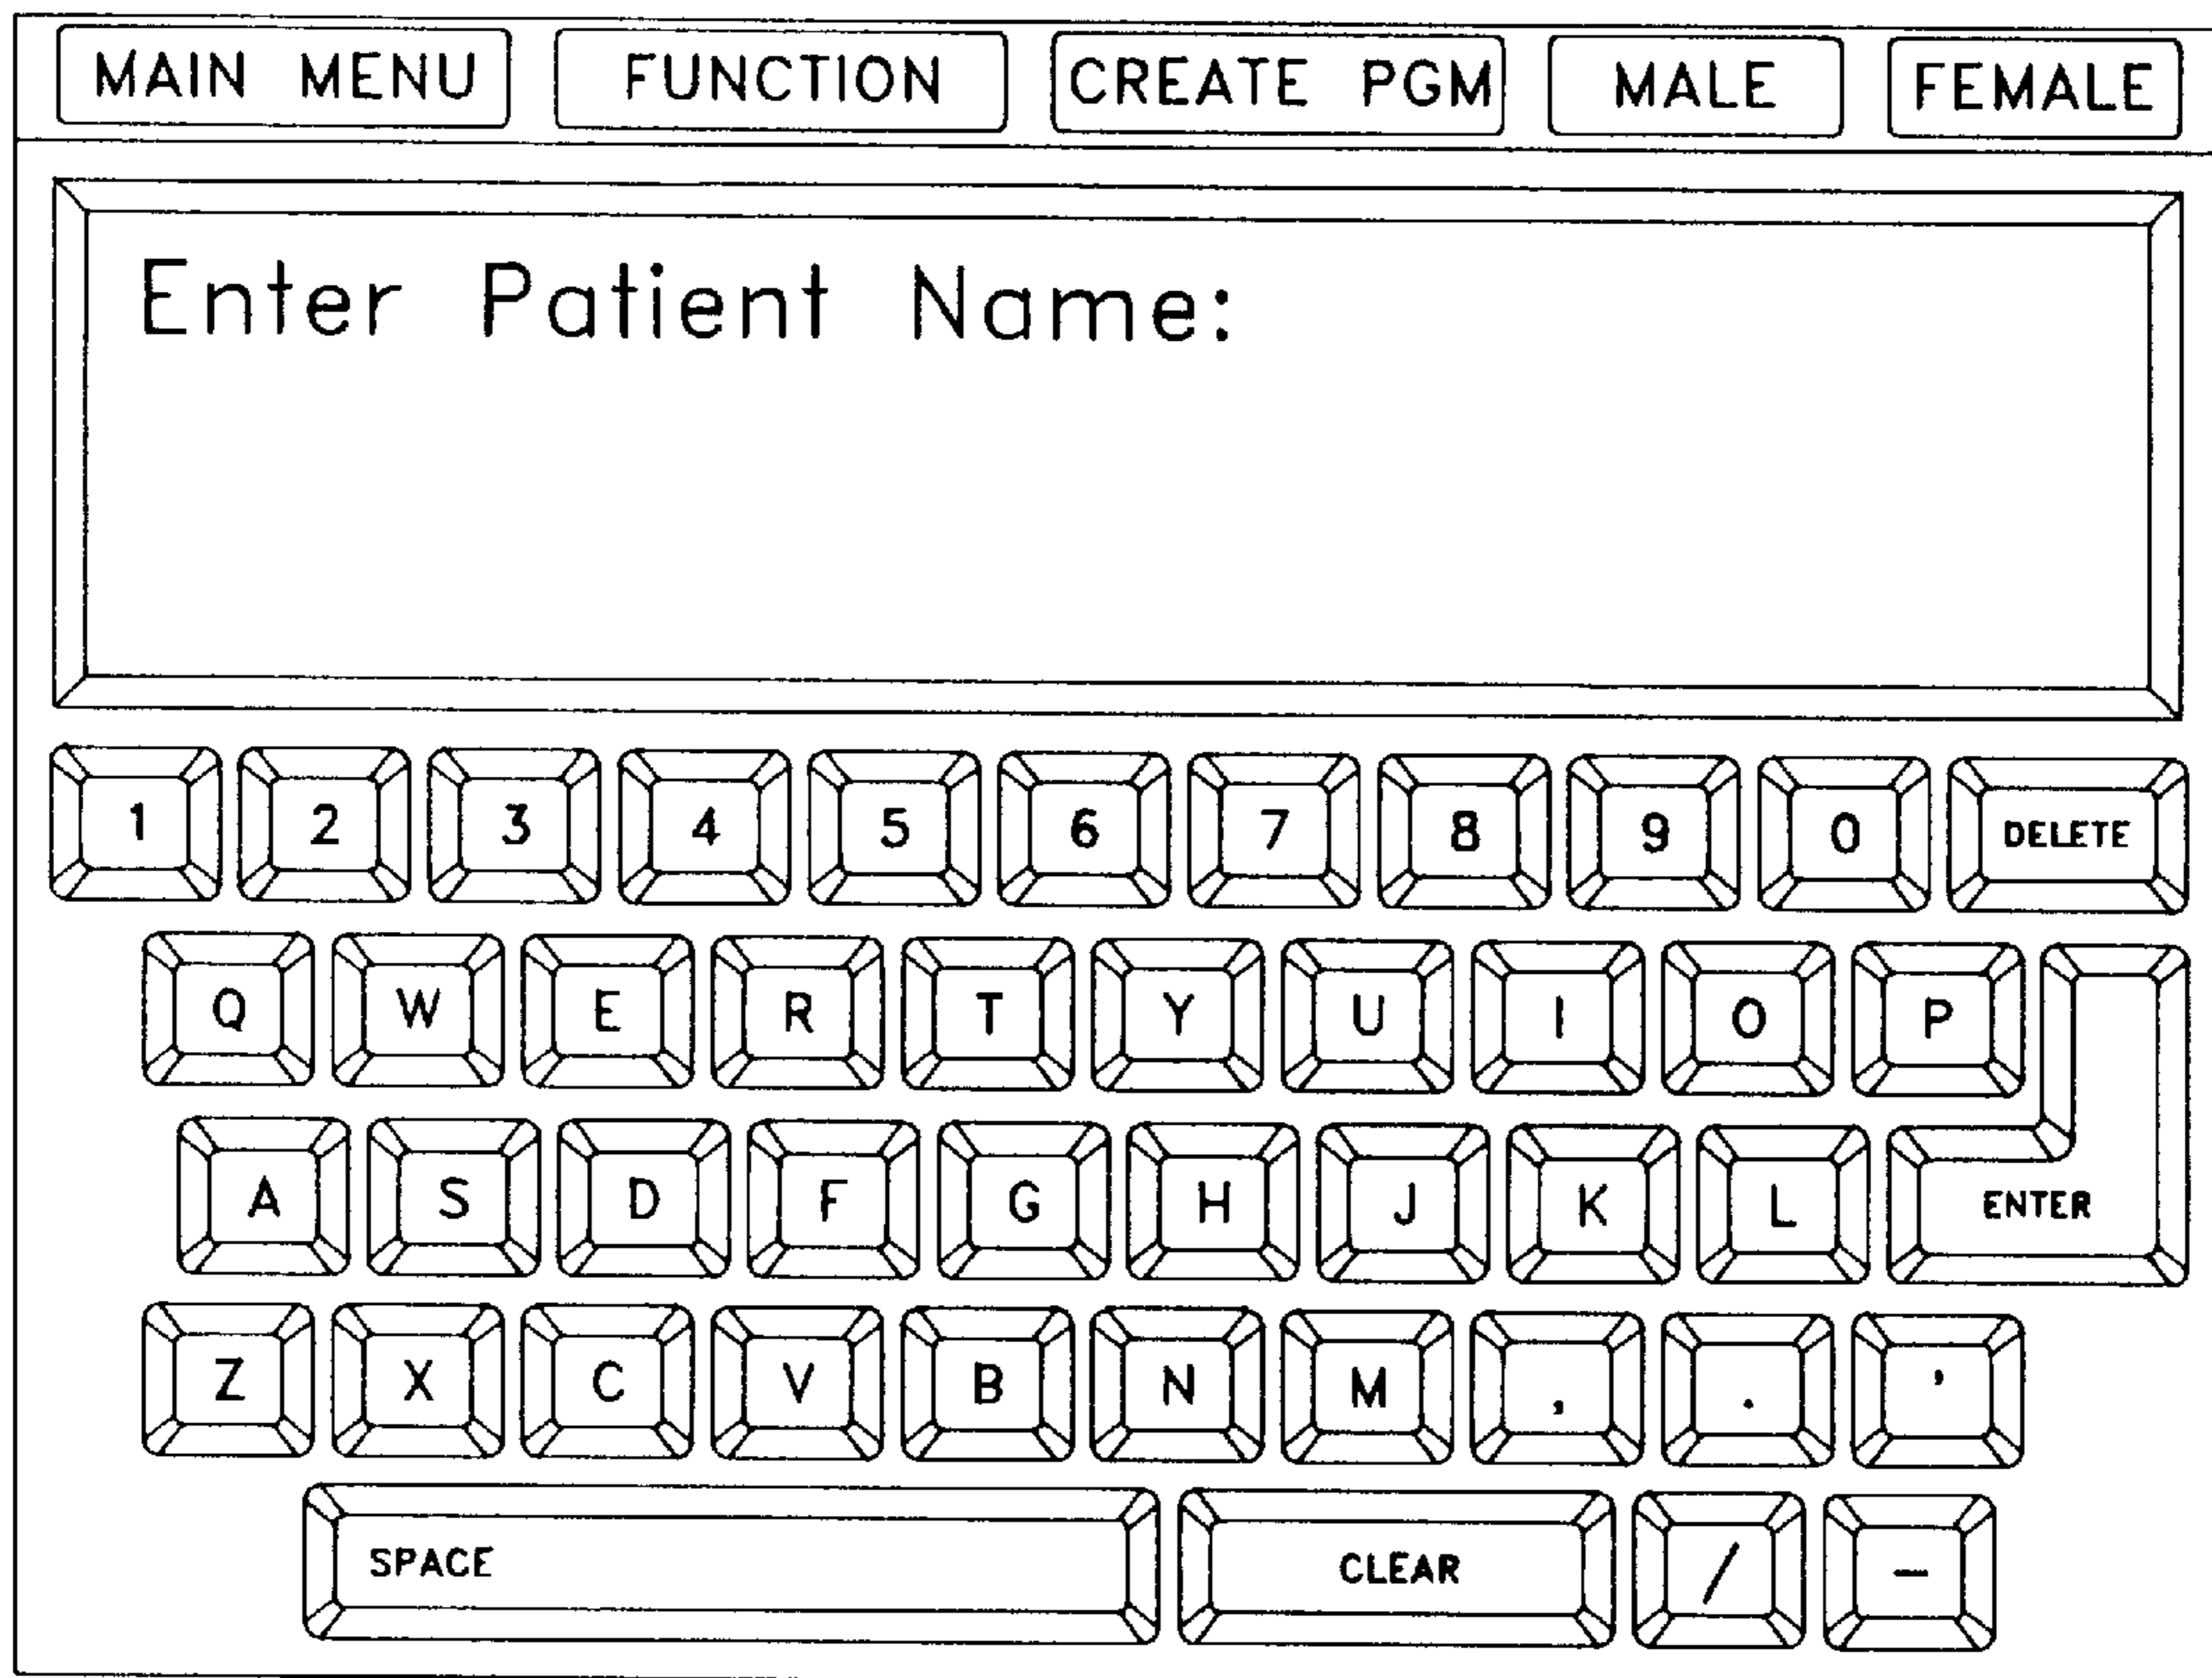 MAIN MENU FUNCTION CREATE PGM MALE FEMALE
Enter Patient Name:
1 2 3 4 5 6 7 8 9 0 DELETE
Q W E R T Y U I O P
A S D F G H J K L ENTER
Z X C V B N M , . '
SPACE CLEAR / -